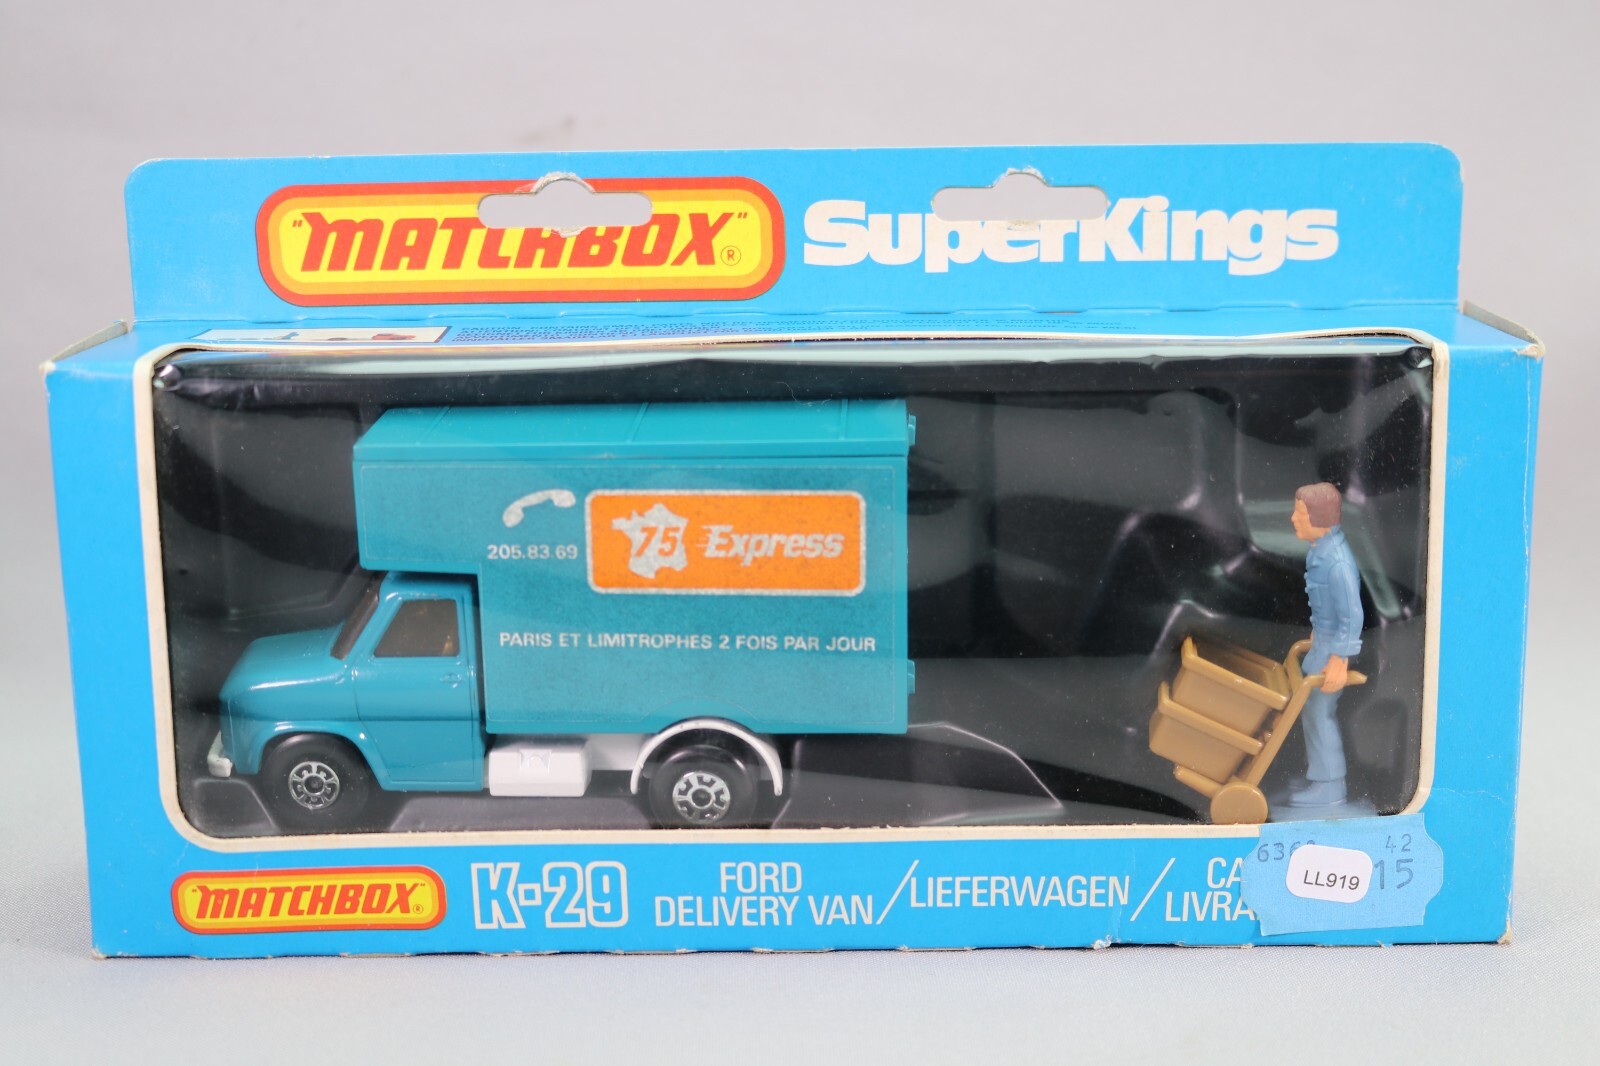 "MATCHBOX"®
SuperKings
75 Express
205.83.69
PARIS ET LIMITROPHES 2 FOIS PAR JOUR
"MATCHBOX"®
K-29
FORD
DELIVERY VAN / LIEFERWAGEN /
42
LL919
15